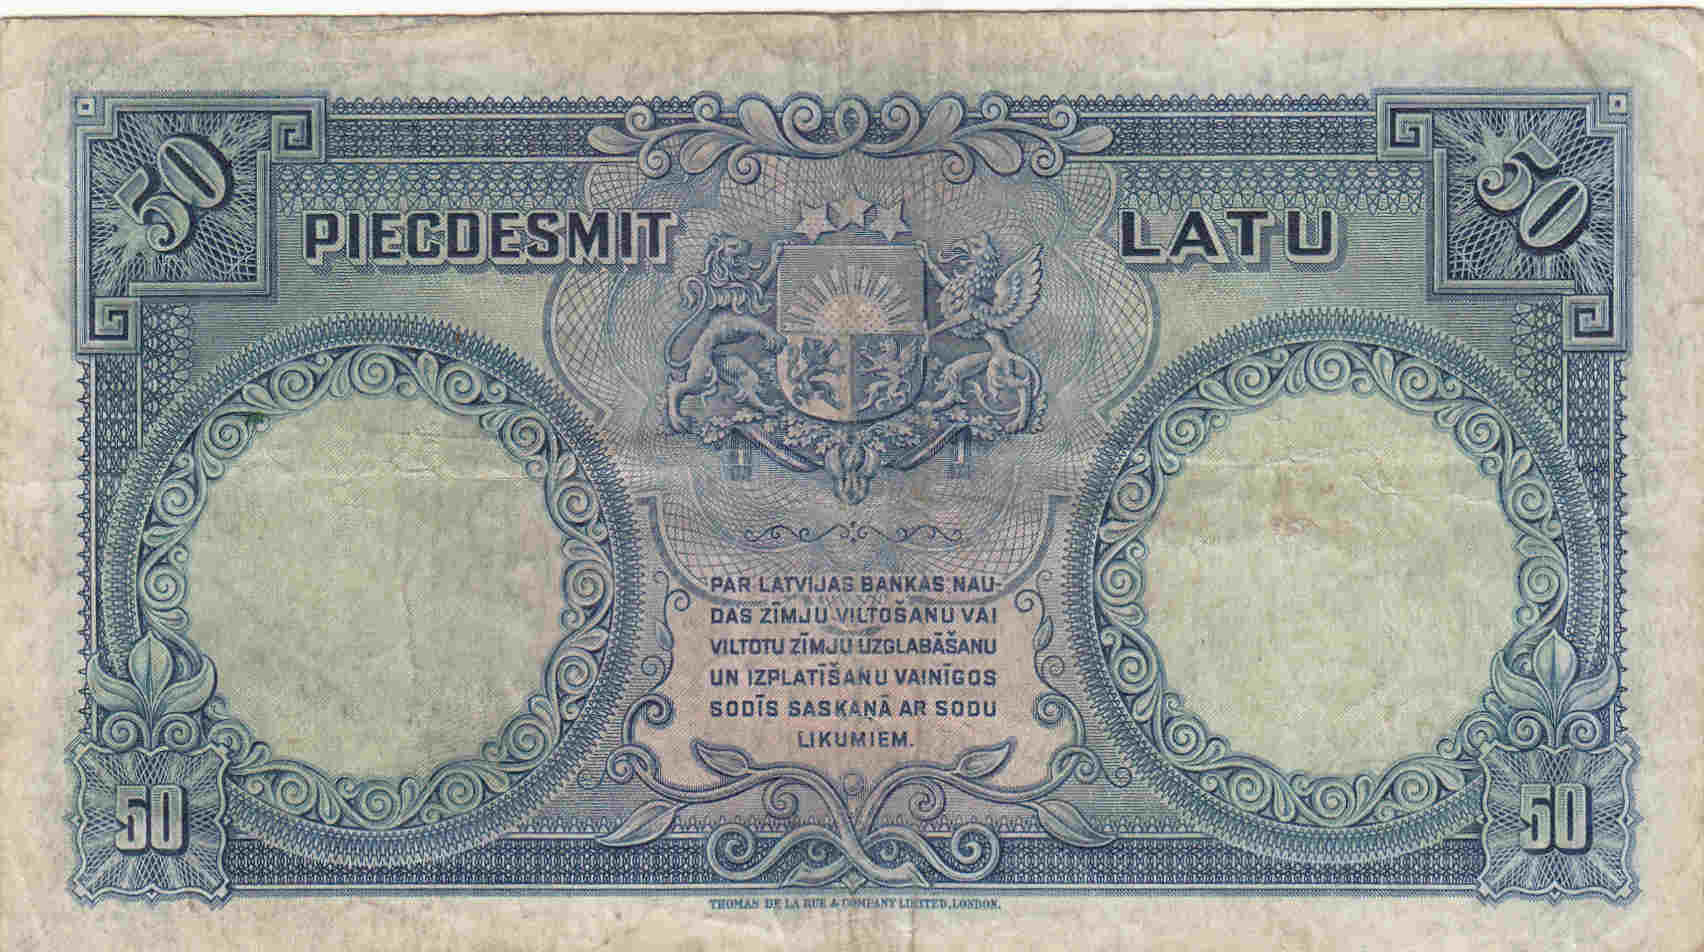 50
50
PIECDESMIT LATU
PAR LATVIJAS BANKAS NAU-
DAS ZĪMJU VILTOŠANU VAI
VILTOTU ZĪMJU UZGLABĀŠANU
UN IZPLATĪŠANU VAINĪGOS
SODĪS SASKAŅĀ AR SODU
LIKUMIEM.
50
50
THOMAS DE LA RUE & COMPANY LIMITED, LONDON.